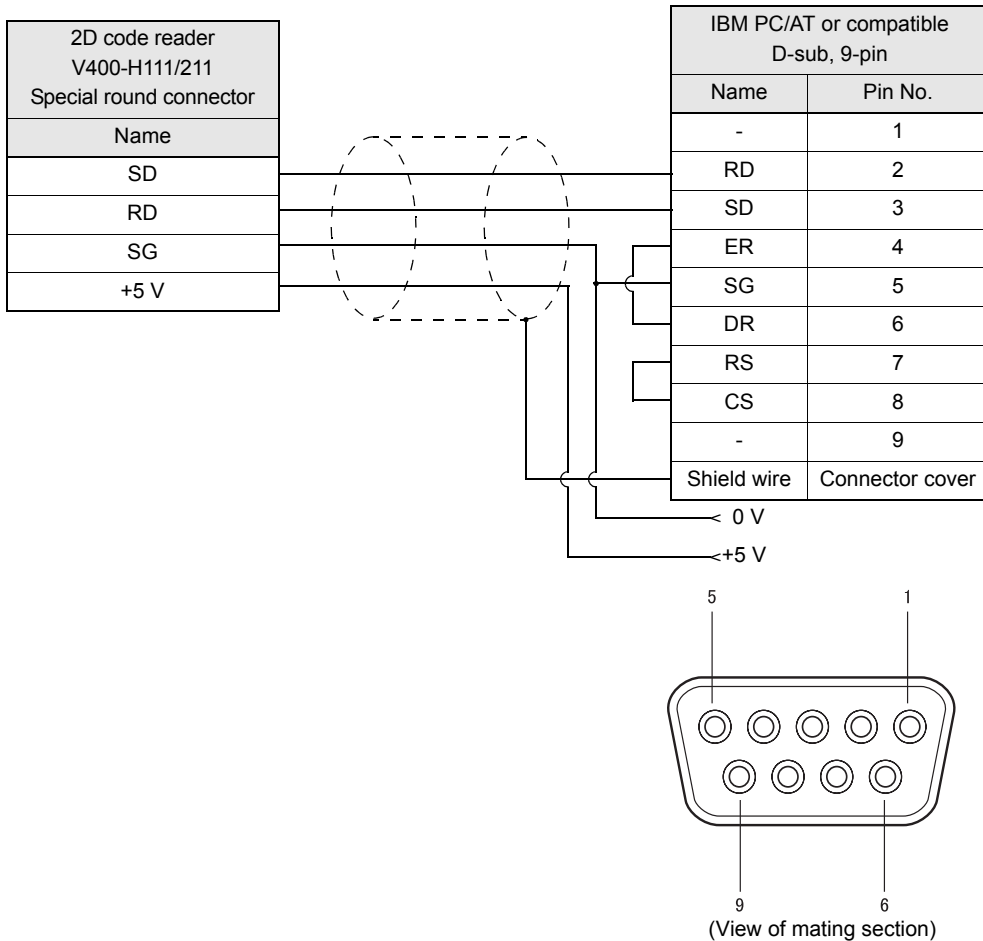 2D code reader
V400-H111/211
Special round connector
Name
SD
RD
SG
+5 V
IBM PC/AT or compatible
D-sub, 9-pin
Name Pin No.
- 1
RD 2
SD 3
ER 4
SG 5
DR 6
RS 7
CS 8
- 9
Shield wire Connector cover
0 V
+5 V
5 1
9 6
(View of mating section)